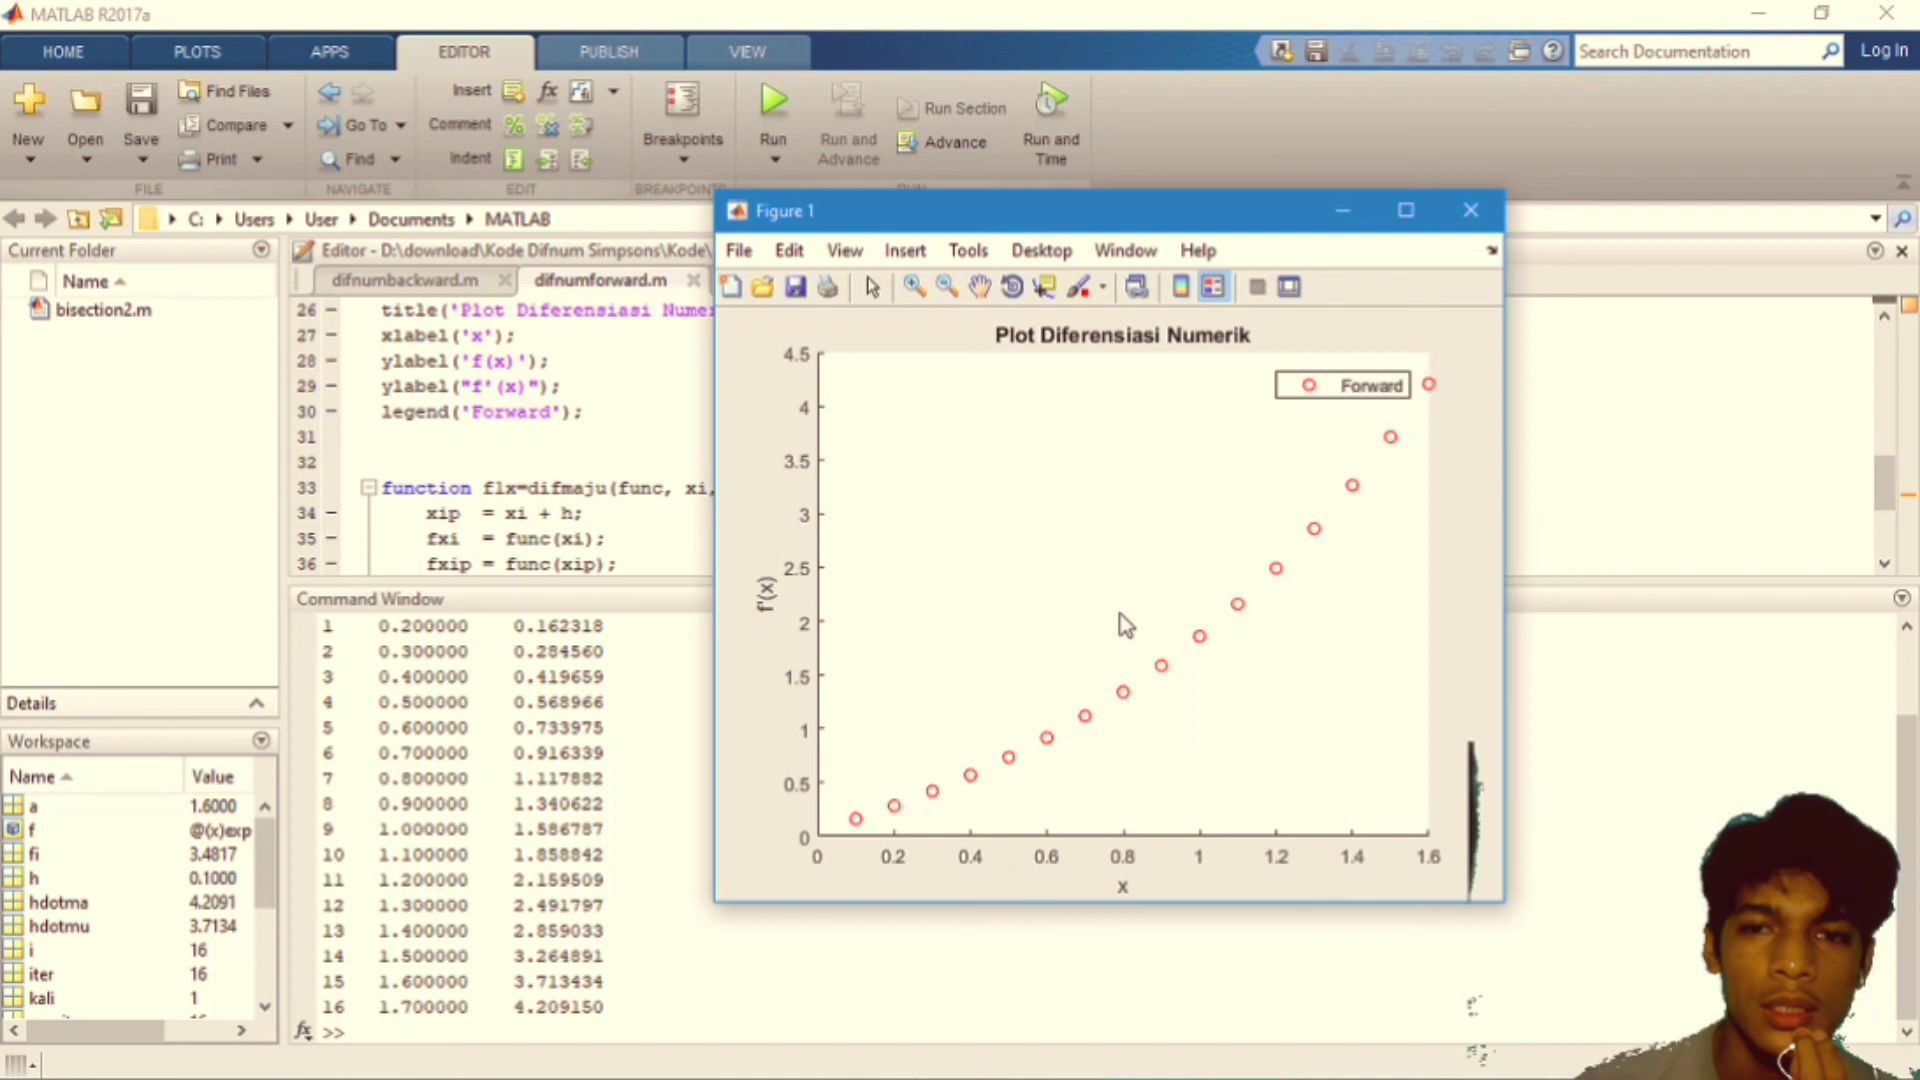 MATLAB R2017a
HOME PLOTS APPS EDITOR PUBLISH VIEW
Search Documentation
Log In
New
Open
Save
Find Files
Compare
Print
FILE
Go To
Find
NAVIGATE
Insert fx
Comment
Indent
EDIT
Breakpoints
BREAKPOINTS
Run
Run and Advance
Run Section
Advance
Run and Time
C: Users User Documents MATLAB
Current Folder
Name
bisection2.m
Details
Workspace
Name Value
a 1.6000
f @(x)exp
fi 3.4817
h 0.1000
hdotma 4.2091
hdotmu 3.7134
i 16
iter 16
kali 1
Editor - D:\download\Kode Difnum Simpsons\Kode\
difnumbackward.m difnumforward.m
26 title('Plot Diferensiasi Numer
27 xlabel('x');
28 ylabel('f(x)');
29 ylabel("f'(x)");
30 legend('Forward');
31
32
33 function flx=difmaju(func, xi,
34 xip = xi + h;
35 fxi = func(xi);
36 fxip = func(xip);
Command Window
1 0.200000 0.162318
2 0.300000 0.284560
3 0.400000 0.419659
4 0.500000 0.568966
5 0.600000 0.733975
6 0.700000 0.916339
7 0.800000 1.117882
8 0.900000 1.340622
9 1.000000 1.586787
10 1.100000 1.858842
11 1.200000 2.159509
12 1.300000 2.491797
13 1.400000 2.859033
14 1.500000 3.264891
15 1.600000 3.713434
16 1.700000 4.209150
fx >>
Figure 1
File Edit View Insert Tools Desktop Window Help
Plot Diferensiasi Numerik
Forward
4.5
4
3.5
3
2.5
2
1.5
1
0.5
0
f'(x)
0 0.2 0.4 0.6 0.8 1 1.2 1.4 1.6
x